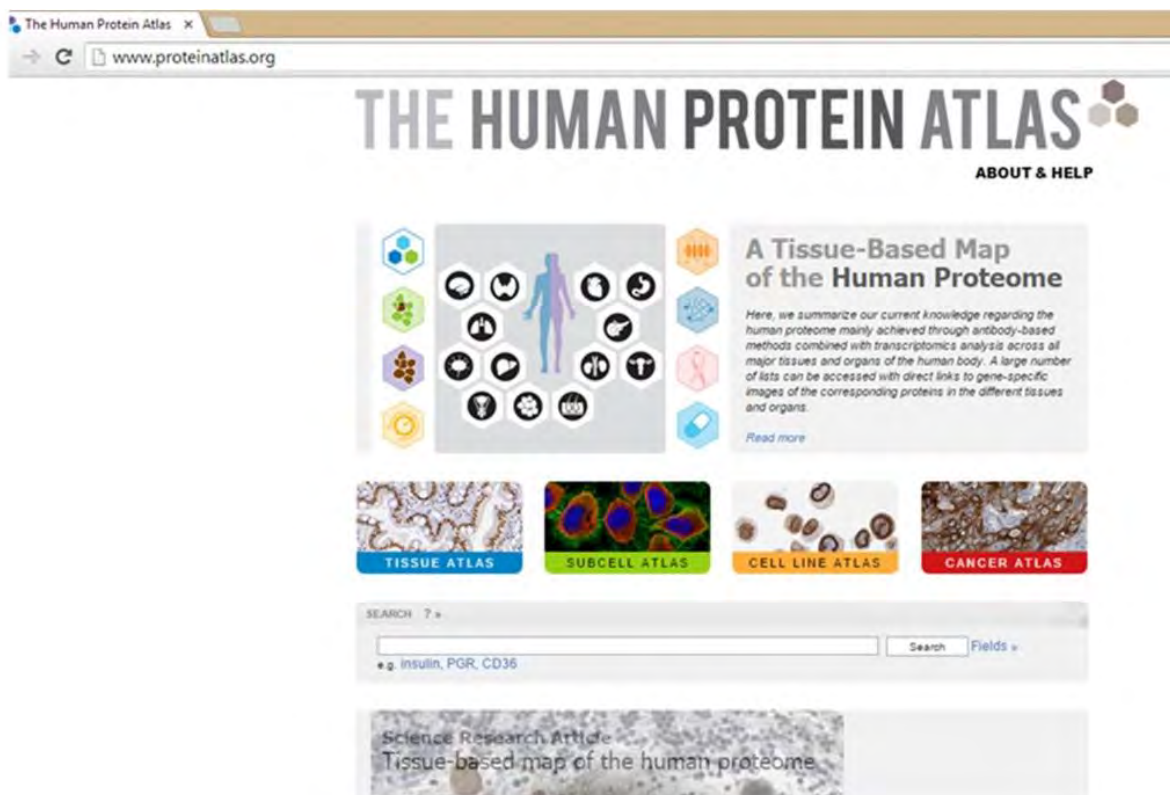 The Human Protein Atlas
www.proteinatlas.org
THE HUMAN PROTEIN ATLAS
ABOUT & HELP
A Tissue-Based Map
of the Human Proteome
Here, we summarize our current knowledge regarding the
human proteome mainly achieved through antibody-based
methods combined with transcriptomics analysis across all
major tissues and organs of the human body. A large number
of lists can be accessed with direct links to gene-specific
images of the corresponding proteins in the different tissues
and organs.
Read more
TISSUE ATLAS
SUBCELL ATLAS
CELL LINE ATLAS
CANCER ATLAS
SEARCH ? »
Search Fields »
e.g. insulin, PGR, CD36
Science Research Article
Tissue-based map of the human proteome